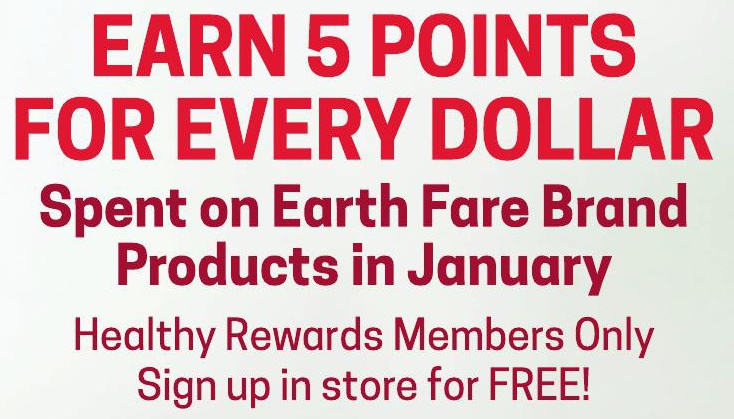 EARN 5 POINTS
FOR EVERY DOLLAR
Spent on Earth Fare Brand
Products in January
Healthy Rewards Members Only
Sign up in store for FREE!